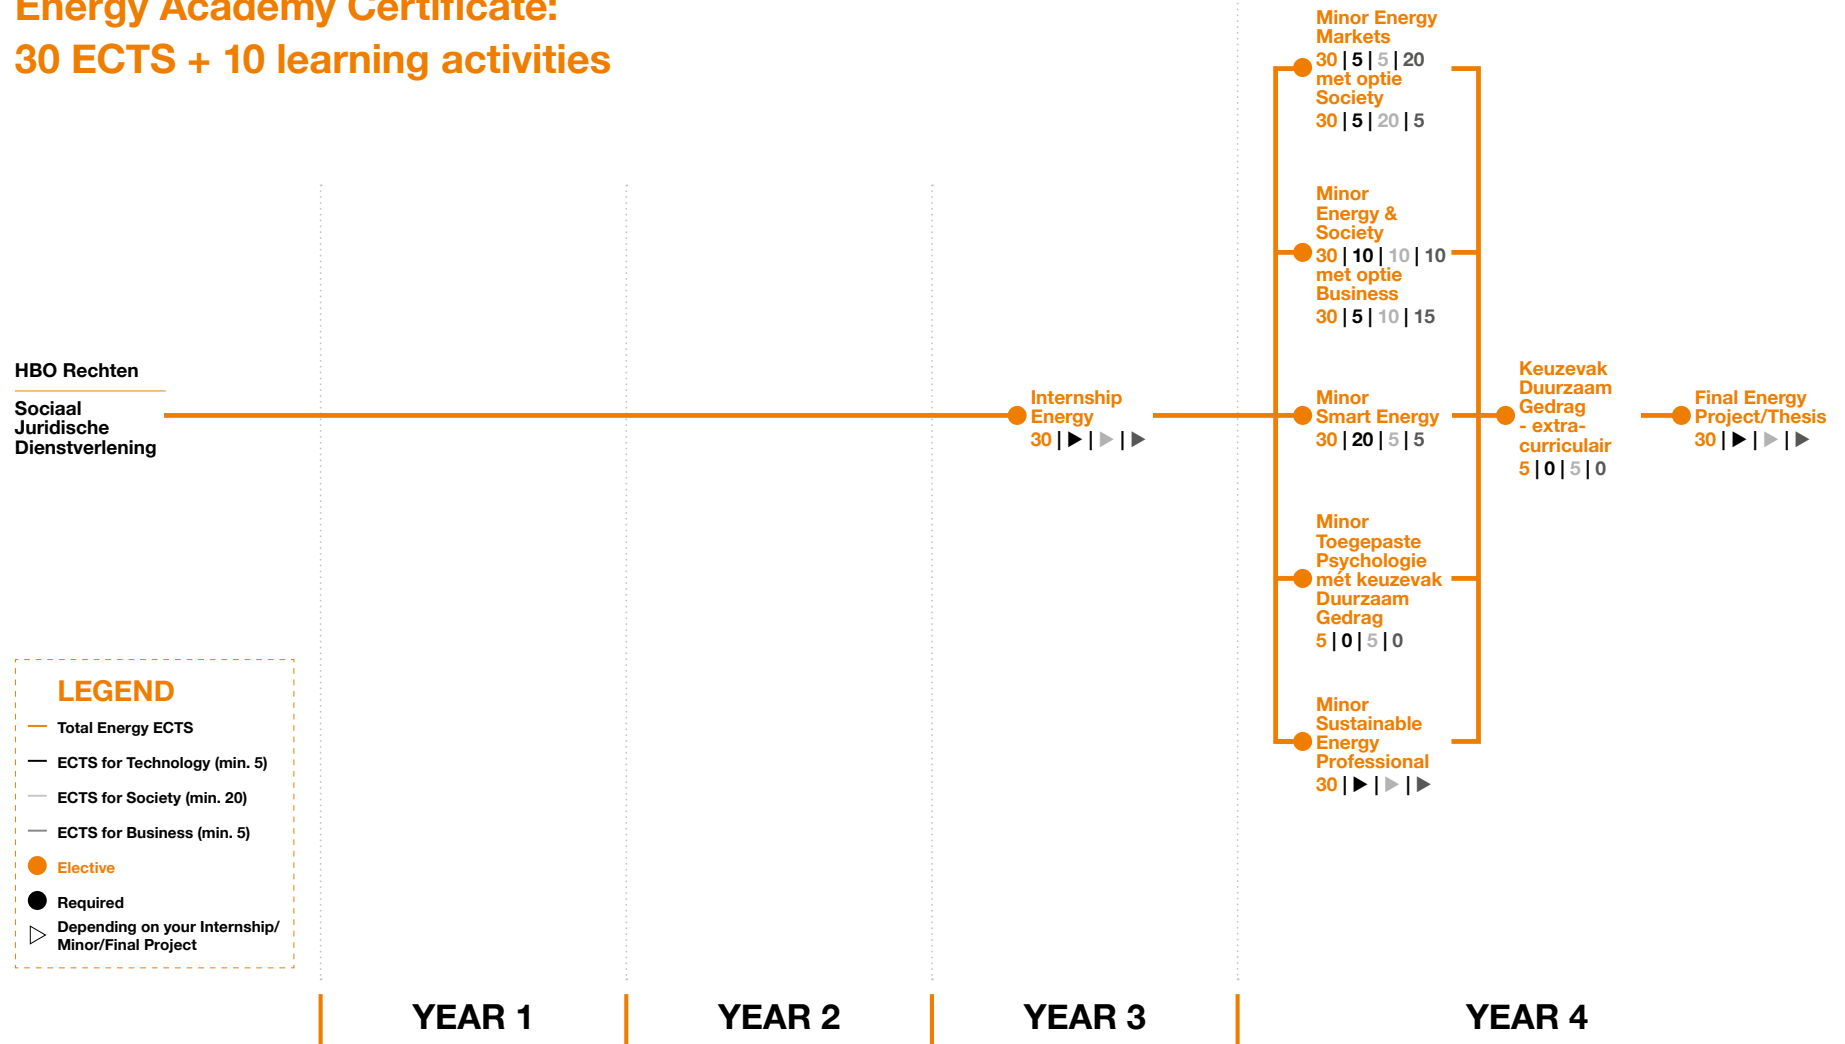 Energy Academy Certificate:
30 ECTS + 10 learning activities
HBO Rechten
Sociaal
Juridische
Dienstverlening
Internship
Energy
30 | ▶ | ▶ | ▶
Minor Energy
Markets
30 | 5 | 5 | 20
met optie
Society
30 | 5 | 20 | 5
Minor
Energy &
Society
30 | 10 | 10 | 10
met optie
Business
30 | 5 | 10 | 15
Minor
Smart Energy
30 | 20 | 5 | 5
Minor
Toegepaste
Psychologie
mét keuzevak
Duurzaam
Gedrag
5 | 0 | 5 | 0
Minor
Sustainable
Energy
Professional
30 | ▶ | ▶ | ▶
Keuzevak
Duurzaam
Gedrag
- extra-
curriculair
5 | 0 | 5 | 0
Final Energy
Project/Thesis
30 | ▶ | ▶ | ▶
LEGEND
Total Energy ECTS
ECTS for Technology (min. 5)
ECTS for Society (min. 20)
ECTS for Business (min. 5)
Elective
Required
Depending on your Internship/
Minor/Final Project
YEAR 1
YEAR 2
YEAR 3
YEAR 4